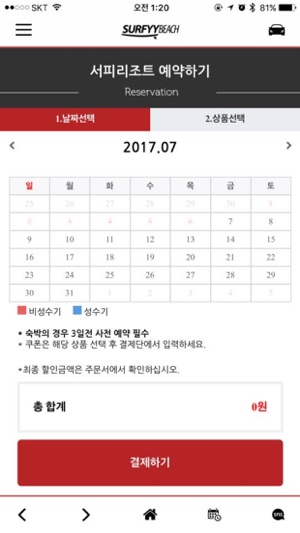 SKT 오전 1:20 81%
SURFYYBEACH
서피리조트 예약하기
Reservation
1.날짜선택 2.상품선택
2017.07
일 월 화 수 목 금 토
25 26 27 28 29 30 1
2 3 4 5 6 7 8
9 10 11 12 13 14 15
16 17 18 19 20 21 22
23 24 25 26 27 28 29
30 31 1 2 3 4 5
비성수기 성수기
* 숙박의 경우 3일전 사전 예약 필수
* 쿠폰은 해당 상품 선택 후 결제단에서 입력하세요.
*최종 할인금액은 주문서에서 확인하십시오.
총 합계 0원
결제하기
SNS